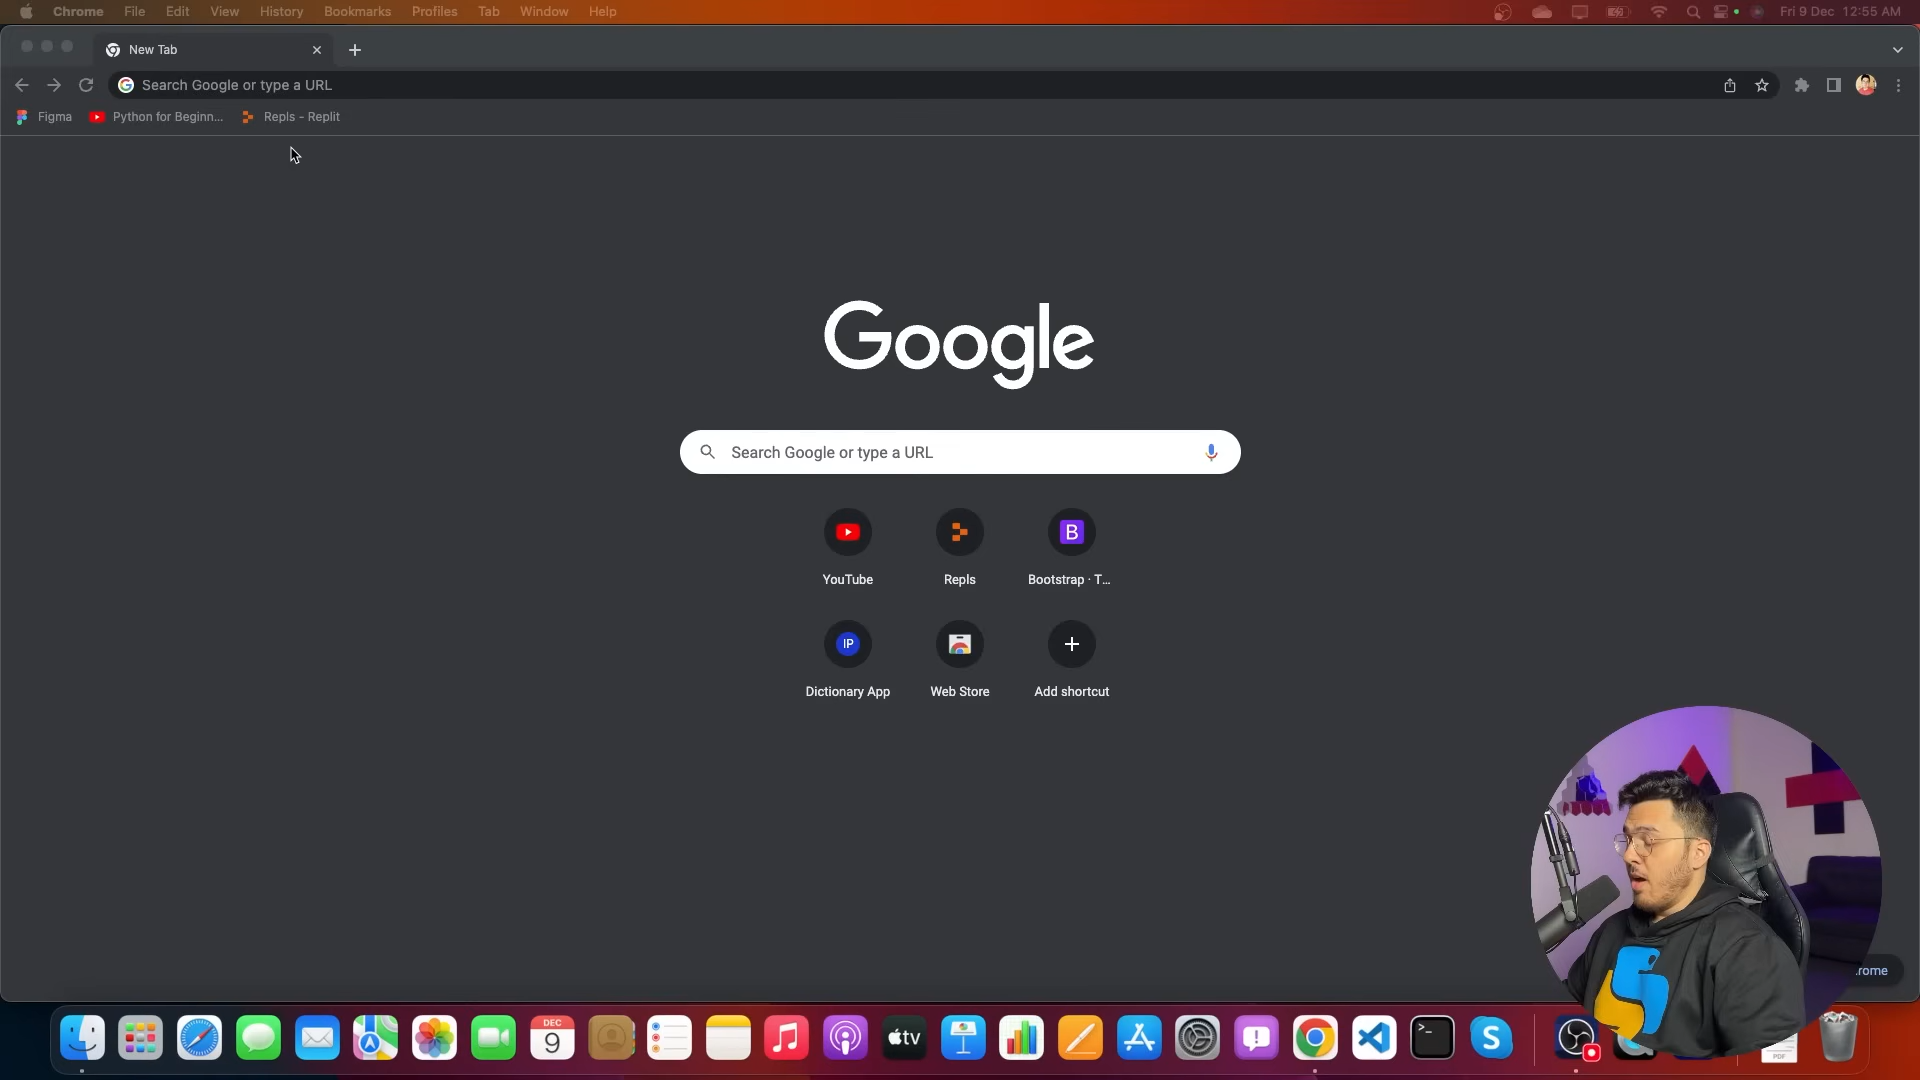 Chrome File Edit View History Bookmarks Profiles Tab Window Help Fri 9 Dec 12:55 AM
New Tab
Search Google or type a URL
Figma Python for Beginn... Repls - Replit
Google
Search Google or type a URL
B
YouTube Repls Bootstrap · T...
IP
Dictionary App Web Store Add shortcut
rome
DEC
9
tv
S
PDF